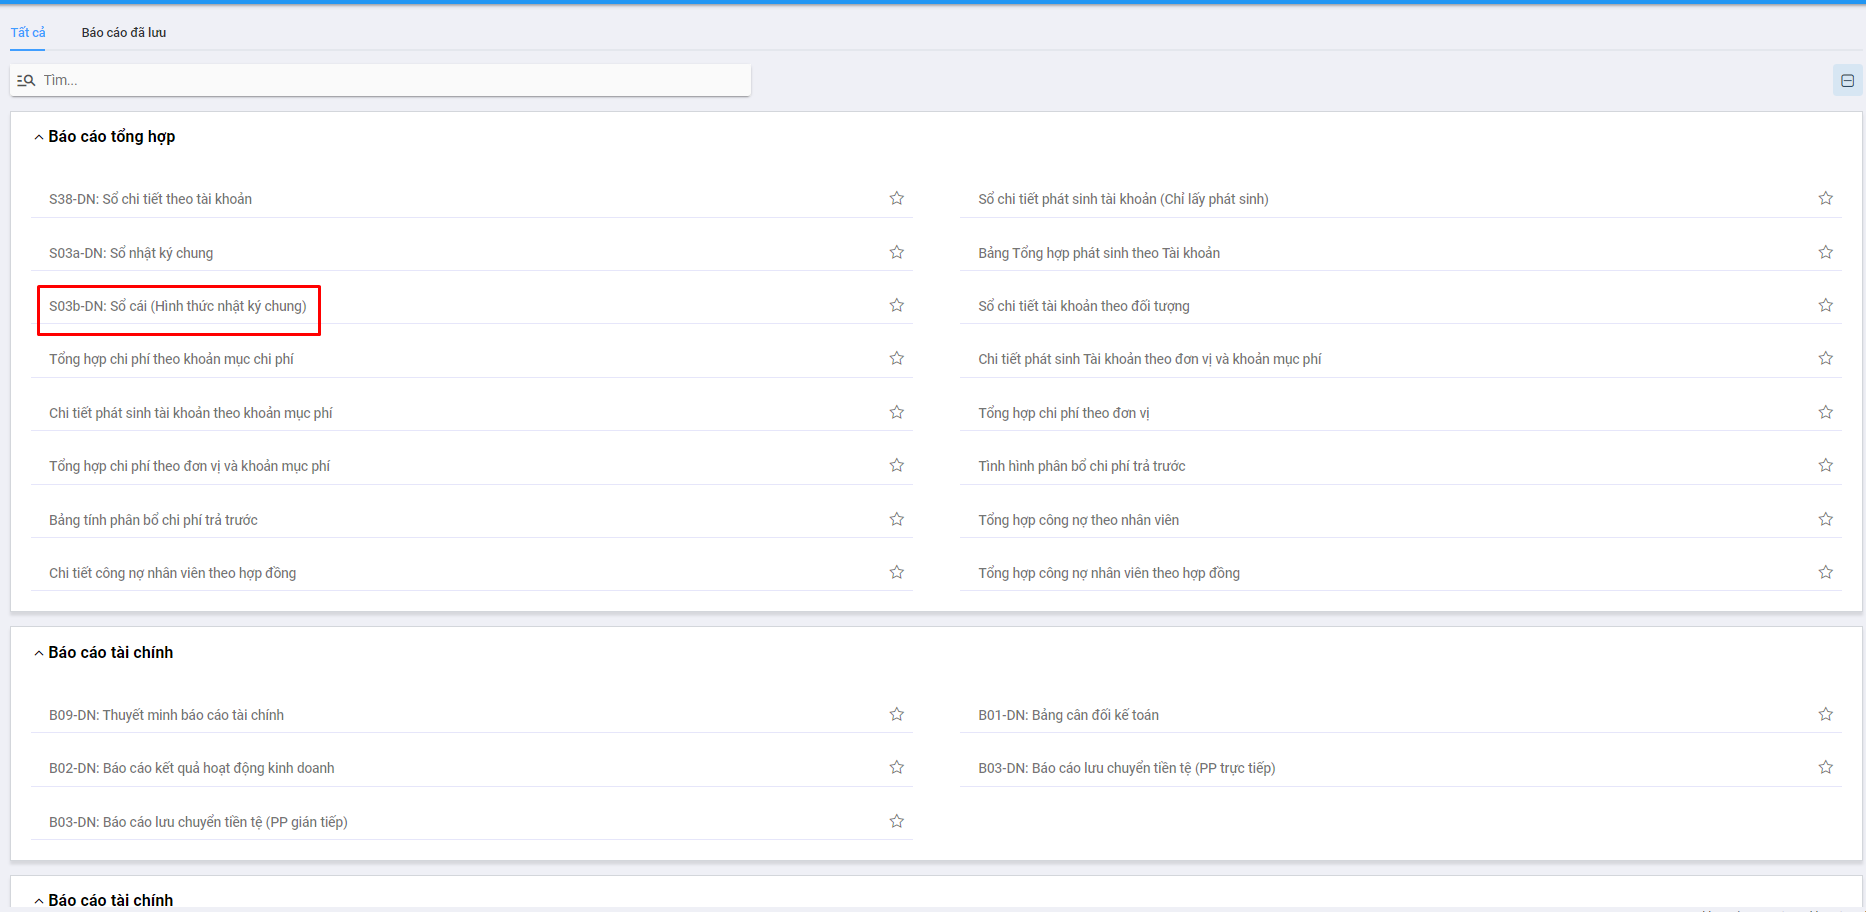 Tất cả
Báo cáo đã lưu
Tìm...
Báo cáo tổng hợp
S38-DN: Sổ chi tiết theo tài khoản
Sổ chi tiết phát sinh tài khoản (Chỉ lấy phát sinh)
S03a-DN: Sổ nhật ký chung
Bảng Tổng hợp phát sinh theo Tài khoản
S03b-DN: Sổ cái (Hình thức nhật ký chung)
Sổ chi tiết tài khoản theo đối tượng
Tổng hợp chi phí theo khoản mục chi phí
Chi tiết phát sinh Tài khoản theo đơn vị và khoản mục phí
Chi tiết phát sinh tài khoản theo khoản mục phí
Tổng hợp chi phí theo đơn vị
Tổng hợp chi phí theo đơn vị và khoản mục phí
Tình hình phân bổ chi phí trả trước
Bảng tính phân bổ chi phí trả trước
Tổng hợp công nợ theo nhân viên
Chi tiết công nợ nhân viên theo hợp đồng
Tổng hợp công nợ nhân viên theo hợp đồng
Báo cáo tài chính
B09-DN: Thuyết minh báo cáo tài chính
B01-DN: Bảng cân đối kế toán
B02-DN: Báo cáo kết quả hoạt động kinh doanh
B03-DN: Báo cáo lưu chuyển tiền tệ (PP trực tiếp)
B03-DN: Báo cáo lưu chuyển tiền tệ (PP gián tiếp)
Báo cáo tài chính